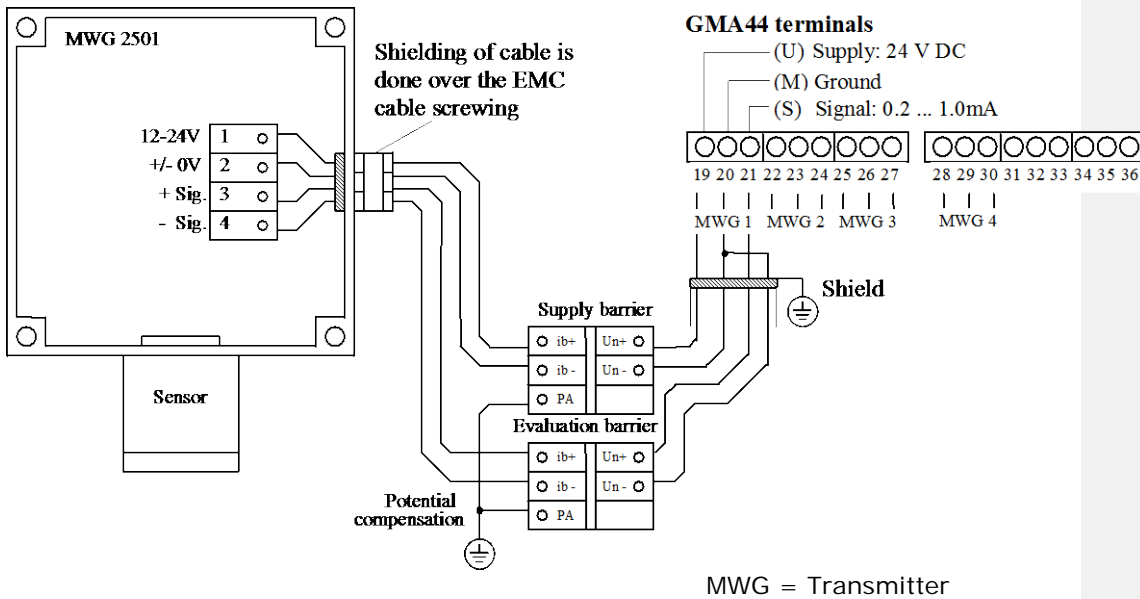 MWG 2501
Shielding of cable is
done over the EMC
cable screwing
12-24V 1
+/- 0V 2
+ Sig. 3
- Sig. 4
Sensor
GMA44 terminals
(U) Supply: 24 V DC
(M) Ground
(S) Signal: 0.2 ... 1.0mA
19 20 21 22 23 24 25 26 27 28 29 30 31 32 33 34 35 36
MWG 1 MWG 2 MWG 3 MWG 4
Shield
Supply barrier
ib+ Un+
ib - Un -
PA
Evaluation barrier
ib+ Un+
ib - Un -
PA
Potential
compensation
MWG = Transmitter